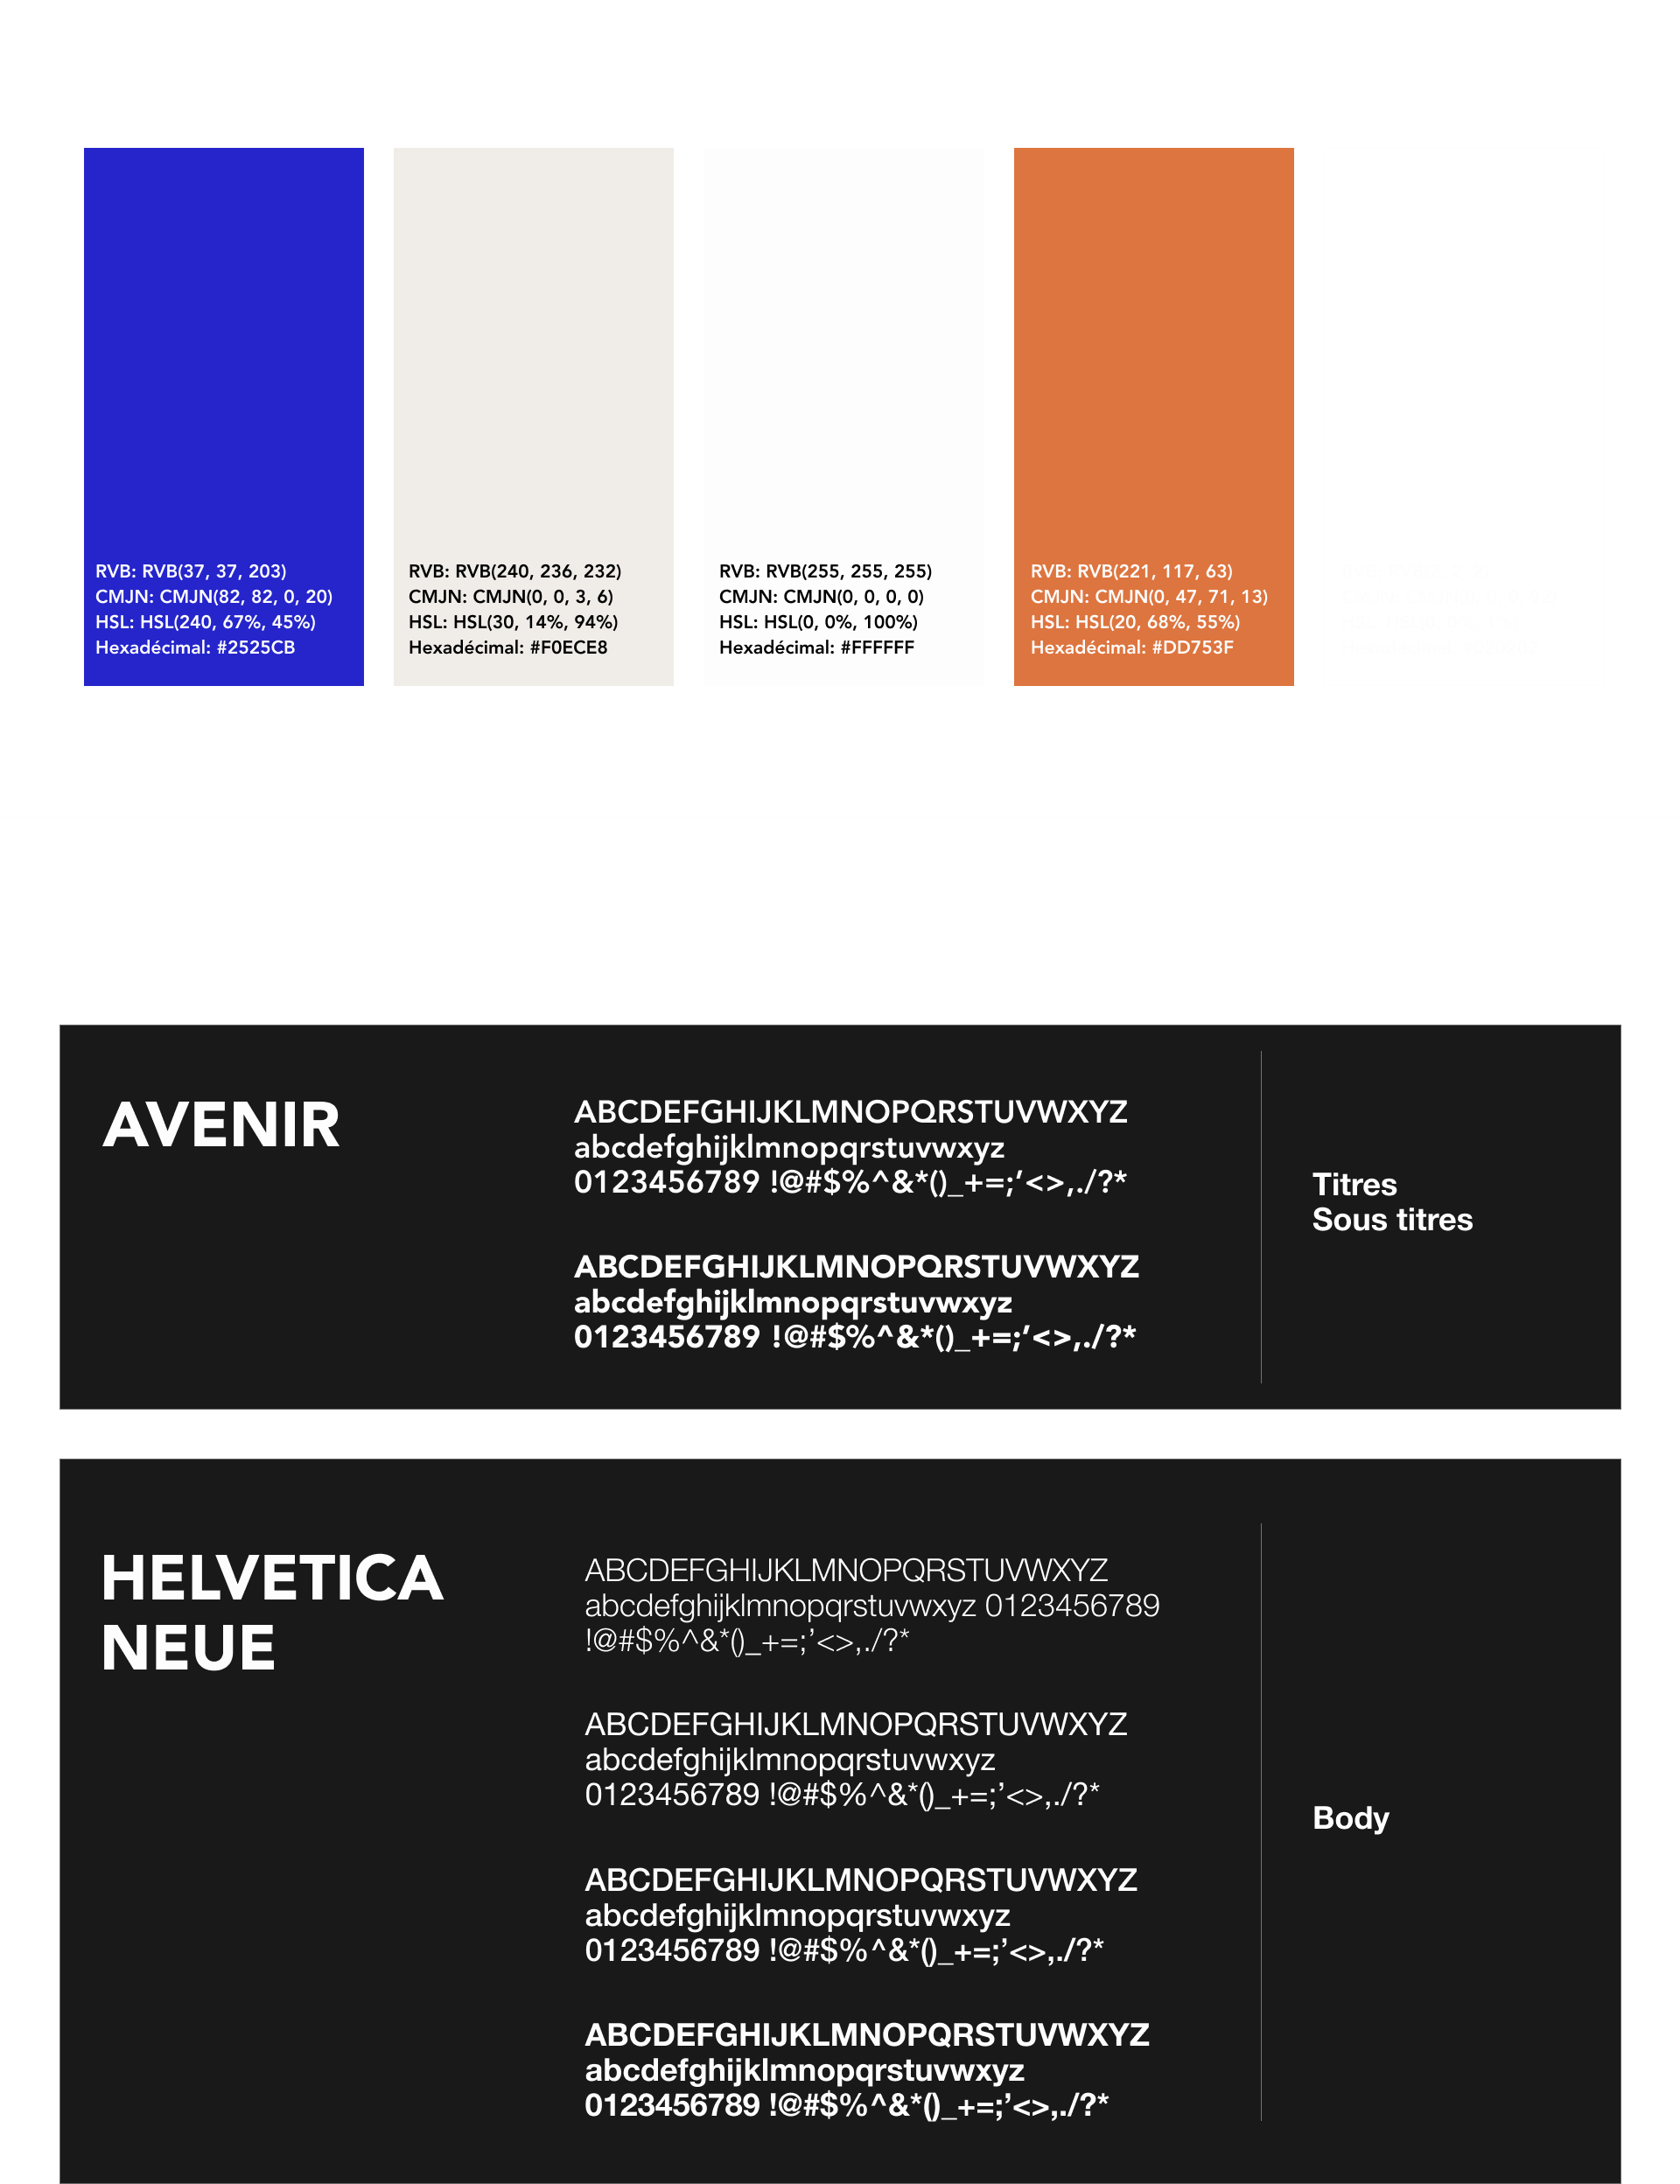 RVB: RVB(37, 37, 203)
CMJN: CMJN(82, 82, 0, 20)
HSL: HSL(240, 67%, 45%)
Hexadécimal: #2525CB
RVB: RVB(240, 236, 232)
CMJN: CMJN(0, 0, 3, 6)
HSL: HSL(30, 14%, 94%)
Hexadécimal: #F0ECE8
RVB: RVB(255, 255, 255)
CMJN: CMJN(0, 0, 0, 0)
HSL: HSL(0, 0%, 100%)
Hexadécimal: #FFFFFF
RVB: RVB(221, 117, 63)
CMJN: CMJN(0, 47, 71, 13)
HSL: HSL(20, 68%, 55%)
Hexadécimal: #DD753F
AVENIR
ABCDEFGHIJKLMNOPQRSTUVWXYZ
abcdefghijklmnopqrstuvwxyz
0123456789 !@#$%^&*()_+=;’<>,./?*
ABCDEFGHIJKLMNOPQRSTUVWXYZ
abcdefghijklmnopqrstuvwxyz
0123456789 !@#$%^&*()_+=;’<>,./?*
Titres
Sous titres
HELVETICA
NEUE
ABCDEFGHIJKLMNOPQRSTUVWXYZ
abcdefghijklmnopqrstuvwxyz 0123456789
!@#$%^&*()_+=;’<>,./?*
ABCDEFGHIJKLMNOPQRSTUVWXYZ
abcdefghijklmnopqrstuvwxyz
0123456789 !@#$%^&*()_+=;’<>,./?*
ABCDEFGHIJKLMNOPQRSTUVWXYZ
abcdefghijklmnopqrstuvwxyz
0123456789 !@#$%^&*()_+=;’<>,./?*
ABCDEFGHIJKLMNOPQRSTUVWXYZ
abcdefghijklmnopqrstuvwxyz
0123456789 !@#$%^&*()_+=;’<>,./?*
Body